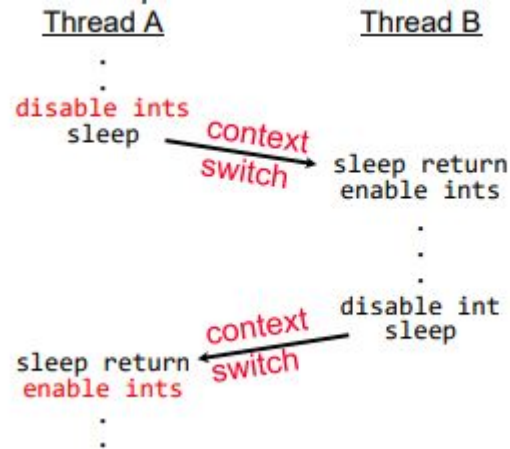 Thread A
Thread B
.
.
disable ints
sleep
context
switch
sleep return
enable ints
.
.
.
disable int
sleep
context
switch
sleep return
enable ints
.
.